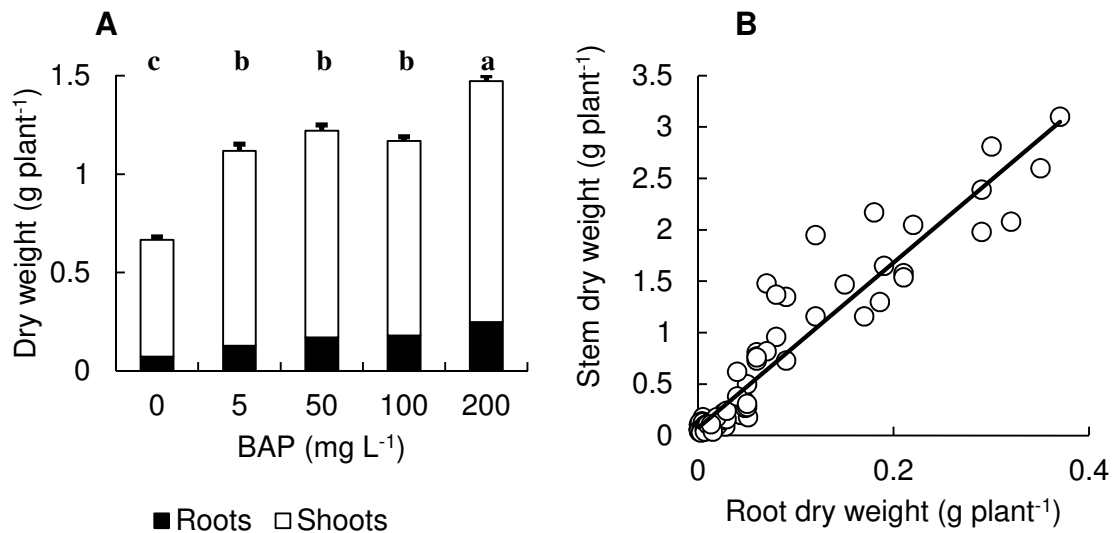 A
c b b b a
Dry weight (g plant⁻¹)
1.5
1
0.5
0
0 5 50 100 200
BAP (mg L⁻¹)
Roots Shoots
B
Stem dry weight (g plant⁻¹)
3.5
3
2.5
2
1.5
1
0.5
0
0 0.2 0.4
Root dry weight (g plant⁻¹)